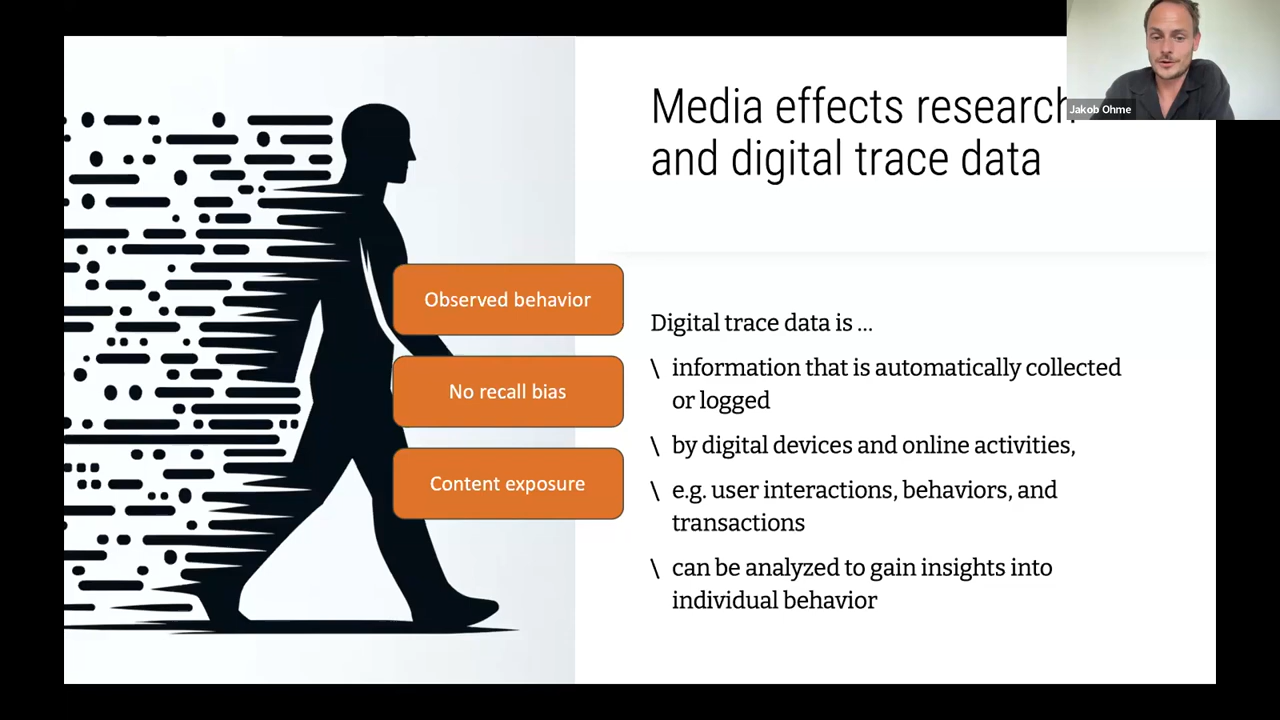 Jakob Ohme
Media effects research
and digital trace data
Observed behavior
No recall bias
Content exposure
Digital trace data is ...
\ information that is automatically collected
or logged
\ by digital devices and online activities,
\ e.g. user interactions, behaviors, and
transactions
\ can be analyzed to gain insights into
individual behavior